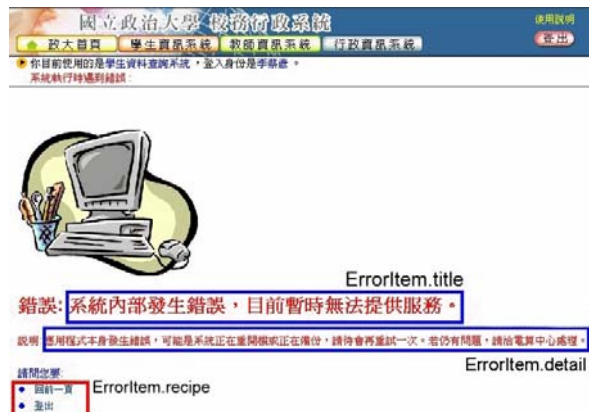 國立政治大學 校務行政系統
使用說明
政大首頁 學生資訊系統 教師資訊系統 行政資訊系統
登出
你目前使用的是學生資料查詢系統,登入身份是李蔡彥。
系統執行時遇到錯誤:
ErrorItem.title
錯誤: 系統內部發生錯誤,目前暫時無法提供服務。
說明: 應用程式本身發生錯誤,可能是系統正在重開機或正在備份,請待會再重試一次。若仍有問題,請洽電算中心處理。
ErrorItem.detail
請問您要:
回前一頁 ErrorItem.recipe
登出